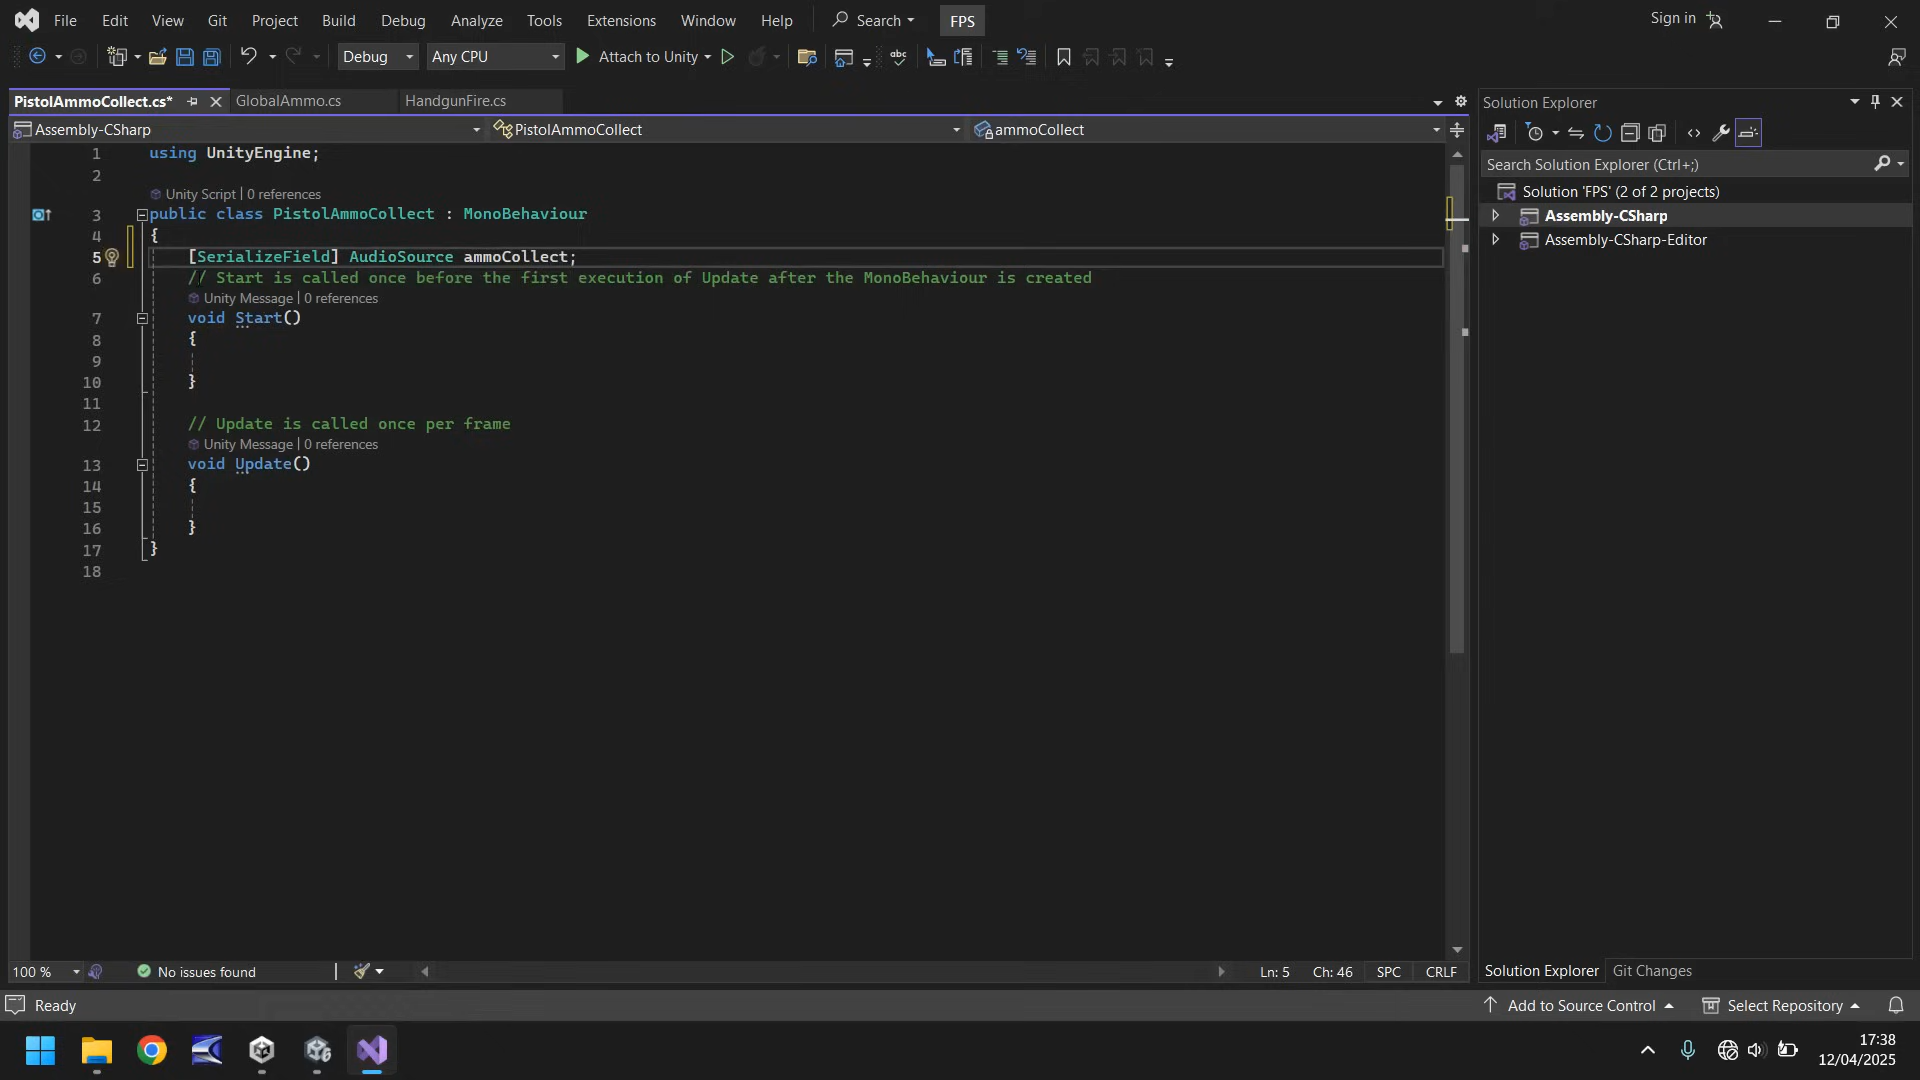 File Edit View Git Project Build Debug Analyze Tools Extensions Window Help Search FPS Sign in
Debug Any CPU Attach to Unity
PistolAmmoCollect.cs* GlobalAmmo.cs HandgunFire.cs
Assembly-CSharp PistolAmmoCollect ammoCollect
1 using UnityEngine;
2
Unity Script | 0 references
3 public class PistolAmmoCollect : MonoBehaviour
4 {
5 [SerializeField] AudioSource ammoCollect;
6 // Start is called once before the first execution of Update after the MonoBehaviour is created
Unity Message | 0 references
7 void Start()
8 {
9
10 }
11
12 // Update is called once per frame
Unity Message | 0 references
13 void Update()
14 {
15
16 }
17 }
18
100 % No issues found Ln: 5 Ch: 46 SPC CRLF
Solution Explorer
Search Solution Explorer (Ctrl+;)
Solution 'FPS' (2 of 2 projects)
Assembly-CSharp
Assembly-CSharp-Editor
Solution Explorer Git Changes
Ready Add to Source Control Select Repository
17:38
12/04/2025